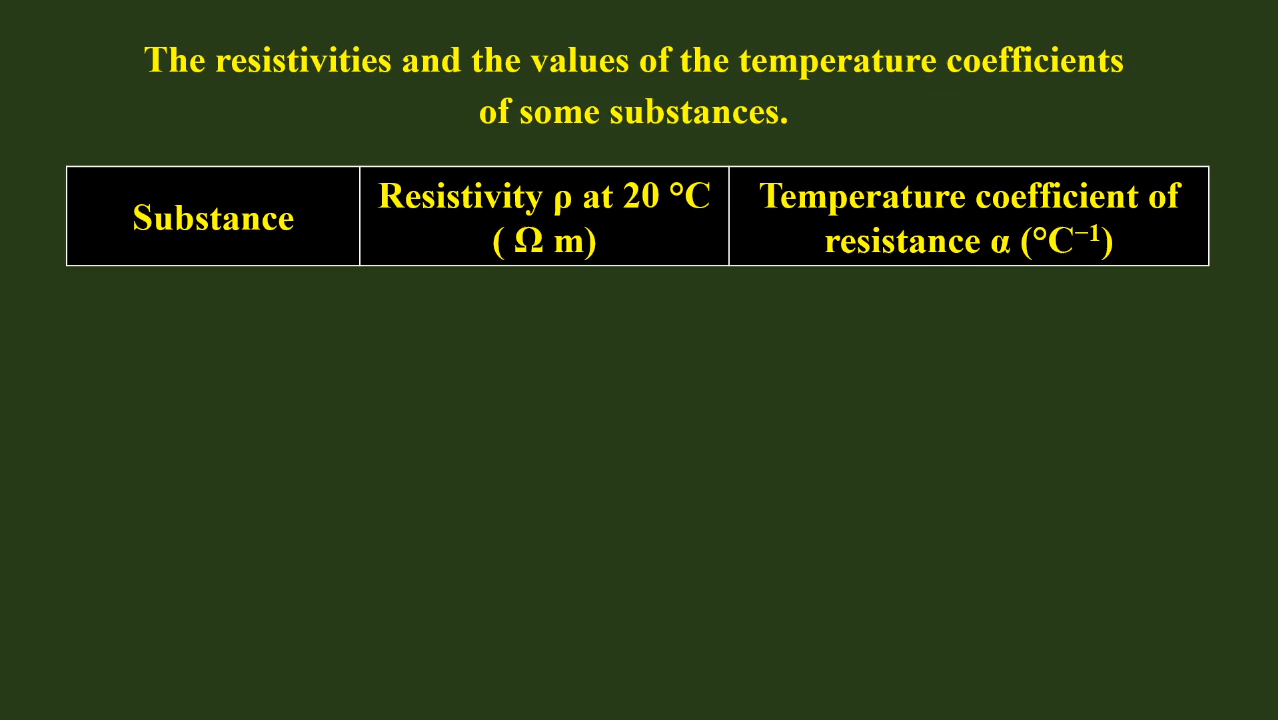 The resistivities and the values of the temperature coefficients
of some substances.
Substance
Resistivity ρ at 20 °C
( Ω m)
Temperature coefficient of
resistance α (°C⁻¹)